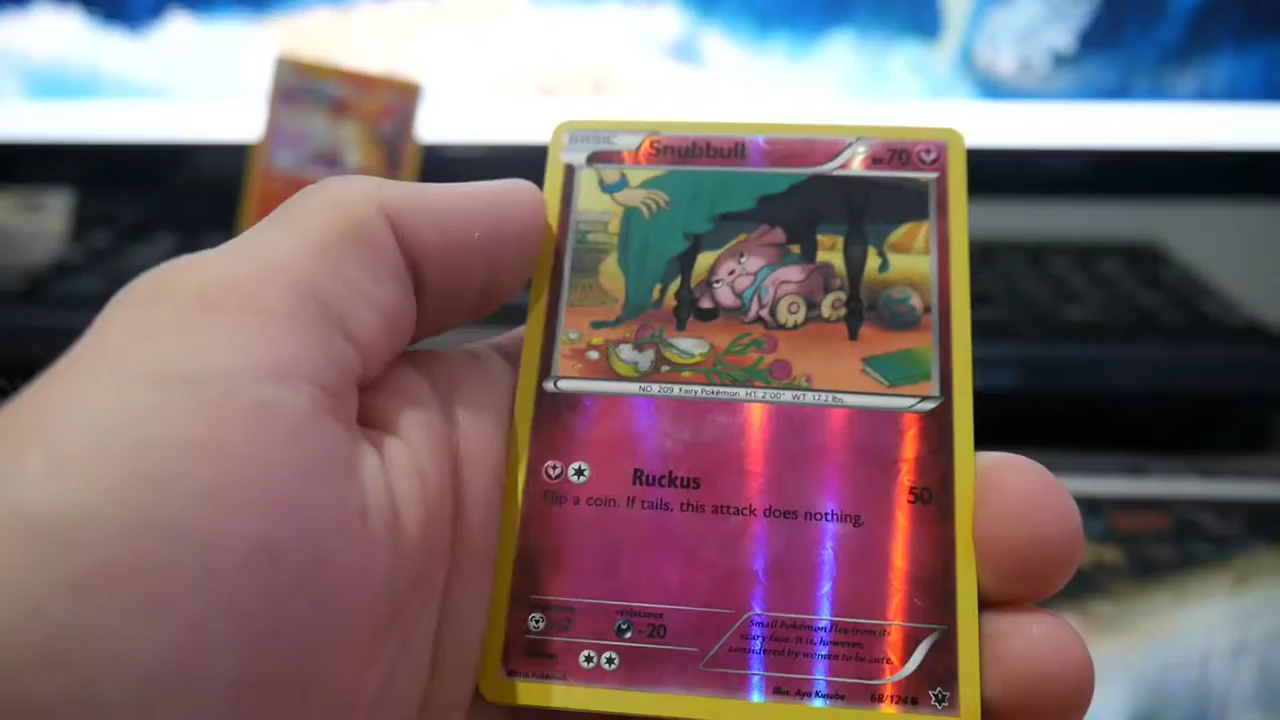 BASIC Snubbull HP70
NO. 209 Fairy Pokémon HT: 2'00" WT: 17.2 lbs.
Ruckus 50
Flip a coin. If tails, this attack does nothing.
resistance
-20
Small Pokémon flee from its
scary face. It is, however,
considered by women to be cute.
Illus. Ayo Kusube 68/124